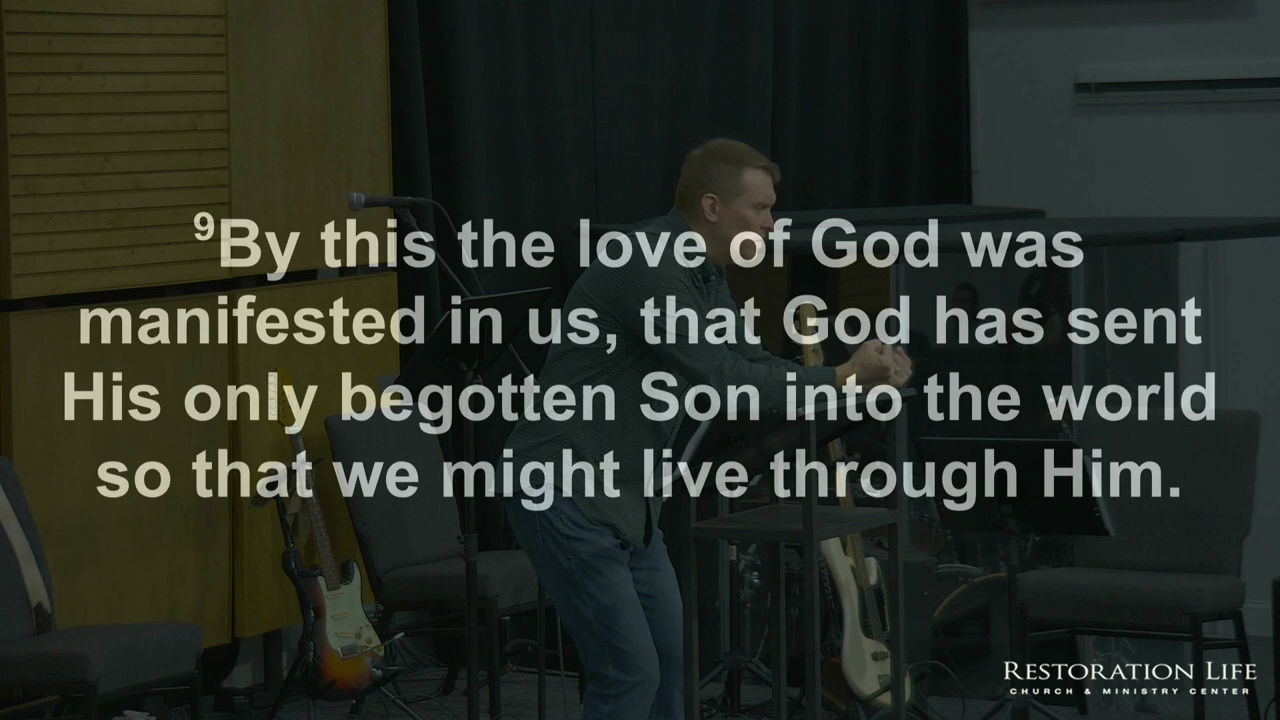 ⁹By this the love of God was
manifested in us, that God has sent
His only begotten Son into the world
so that we might live through Him.
RESTORATION LIFE
CHURCH & MINISTRY CENTER